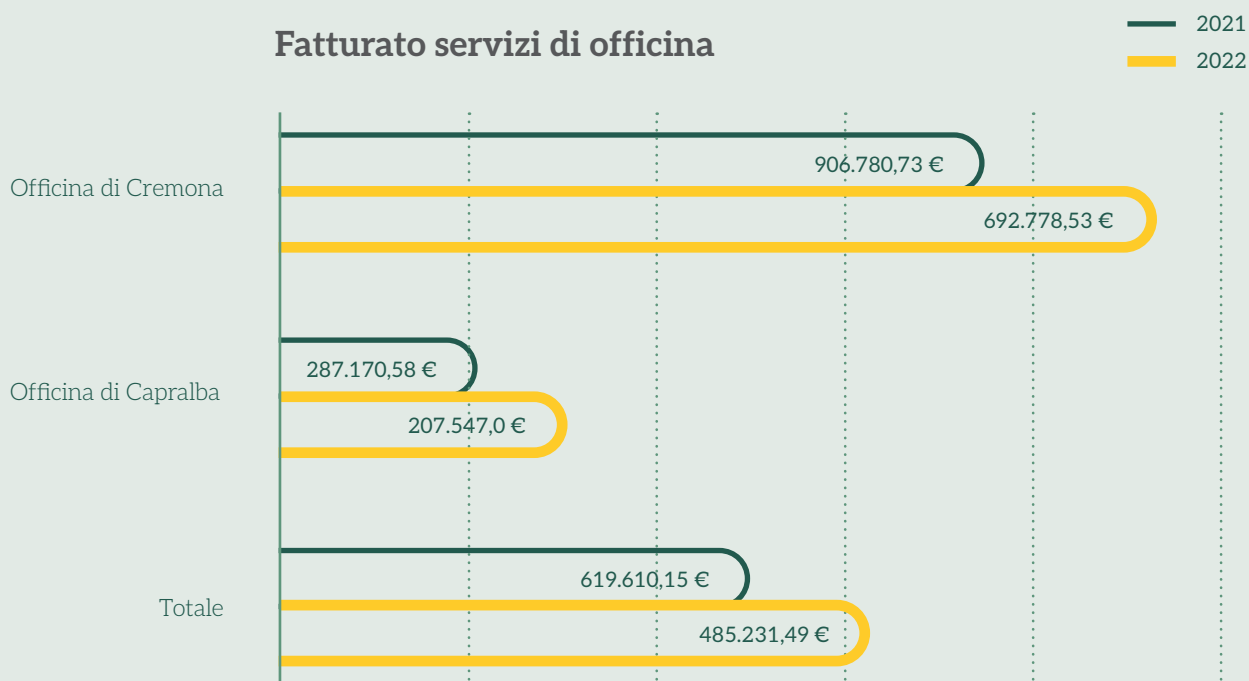 Fatturato servizi di officina
2021
2022
Officina di Cremona
906.780,73 €
692.778,53 €
Officina di Capralba
287.170,58 €
207.547,0 €
Totale
619.610,15 €
485.231,49 €